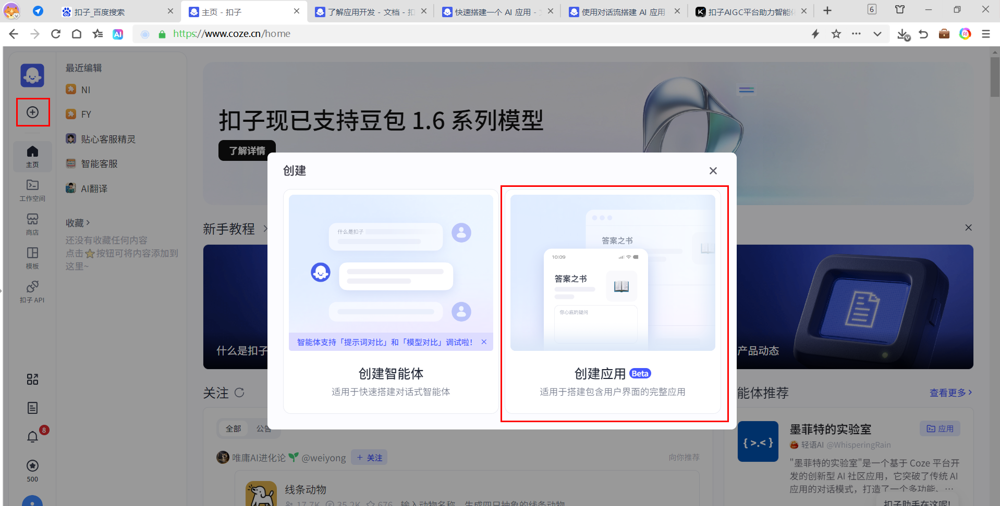 扣子_百度搜索
主页 - 扣子
了解应用开发 - 文档 - 扣
快速搭建一个 AI 应用 -
使用对话流搭建 AI 应用
扣子AIGC平台助力智能化
6
AI
https://www.coze.cn/home
最近编辑
NI
FY
贴心客服精灵
智能客服
AI翻译
收藏
还没有收藏任何内容
点击⭐按钮可将内容添加到
这里~
主页
工作空间
商店
模板
扣子 API
8
500
扣子现已支持豆包 1.6 系列模型
了解详情
新手教程
什么是扣子
产品动态
创建
什么是扣子
智能体支持「提示词对比」和「模型对比」调试啦!
创建智能体
适用于快速搭建对话式智能体
答案之书
10:09
答案之书
你心底的疑问
创建应用 Beta
适用于搭建包含用户界面的完整应用
关注
全部
公告
唯庸AI进化论🌱 @weiyong
+ 关注
向你推荐
线条动物
17.7K 35.2K 676 输入动物名称,生成四只抽象的线条动物
能体推荐
查看更多
{ >.< }
墨菲特的实验室
应用
轻语AI @WhisperingRain
"墨菲特的实验室"是一个基于 Coze 平台开
发的创新型 AI 社区应用，它突破了传统 AI
应用的对话模式，打造了一个多功能、…
扣子助手在这呢!